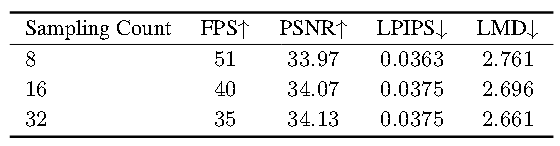 Sampling Count FPS↑ PSNR↑ LPIPS↓ LMD↓
8 51 33.97 0.0363 2.761
16 40 34.07 0.0375 2.696
32 35 34.13 0.0375 2.661